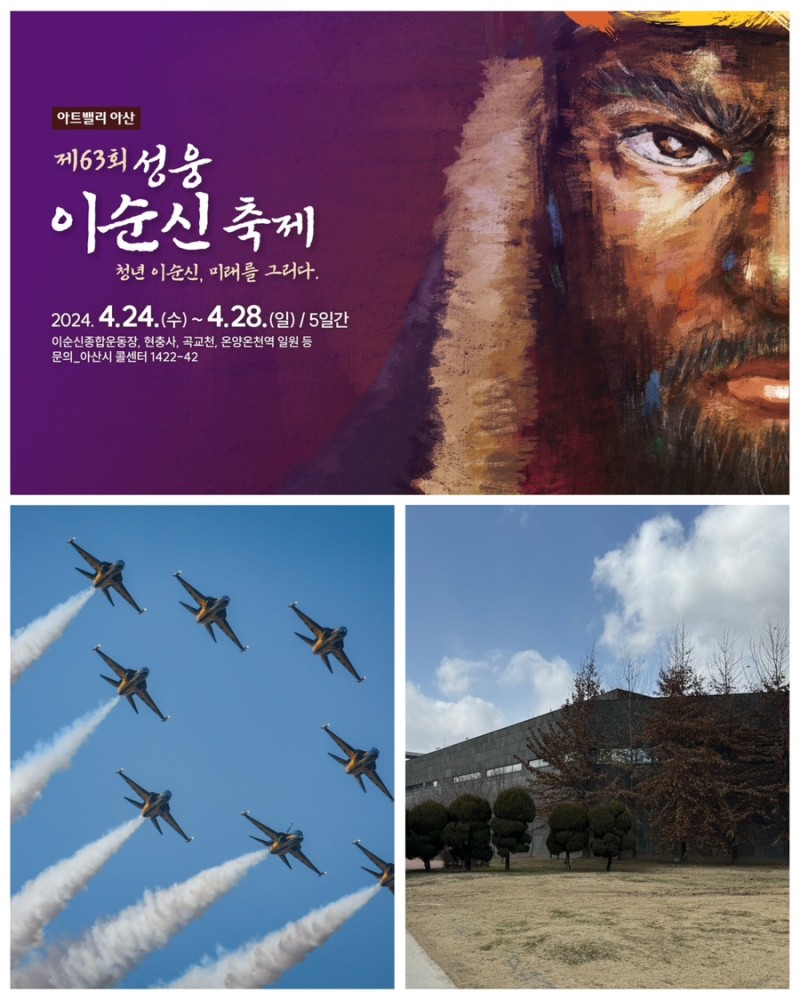 아트밸리 아산
제63회 성웅
이순신 축제
청년 이순신, 미래를 그리다.
2024. 4.24.(수) ~ 4.28.(일) / 5일간
이순신종합운동장, 현충사, 곡교천, 온양온천역 일원 등
문의_아산시 콜센터 1422-42